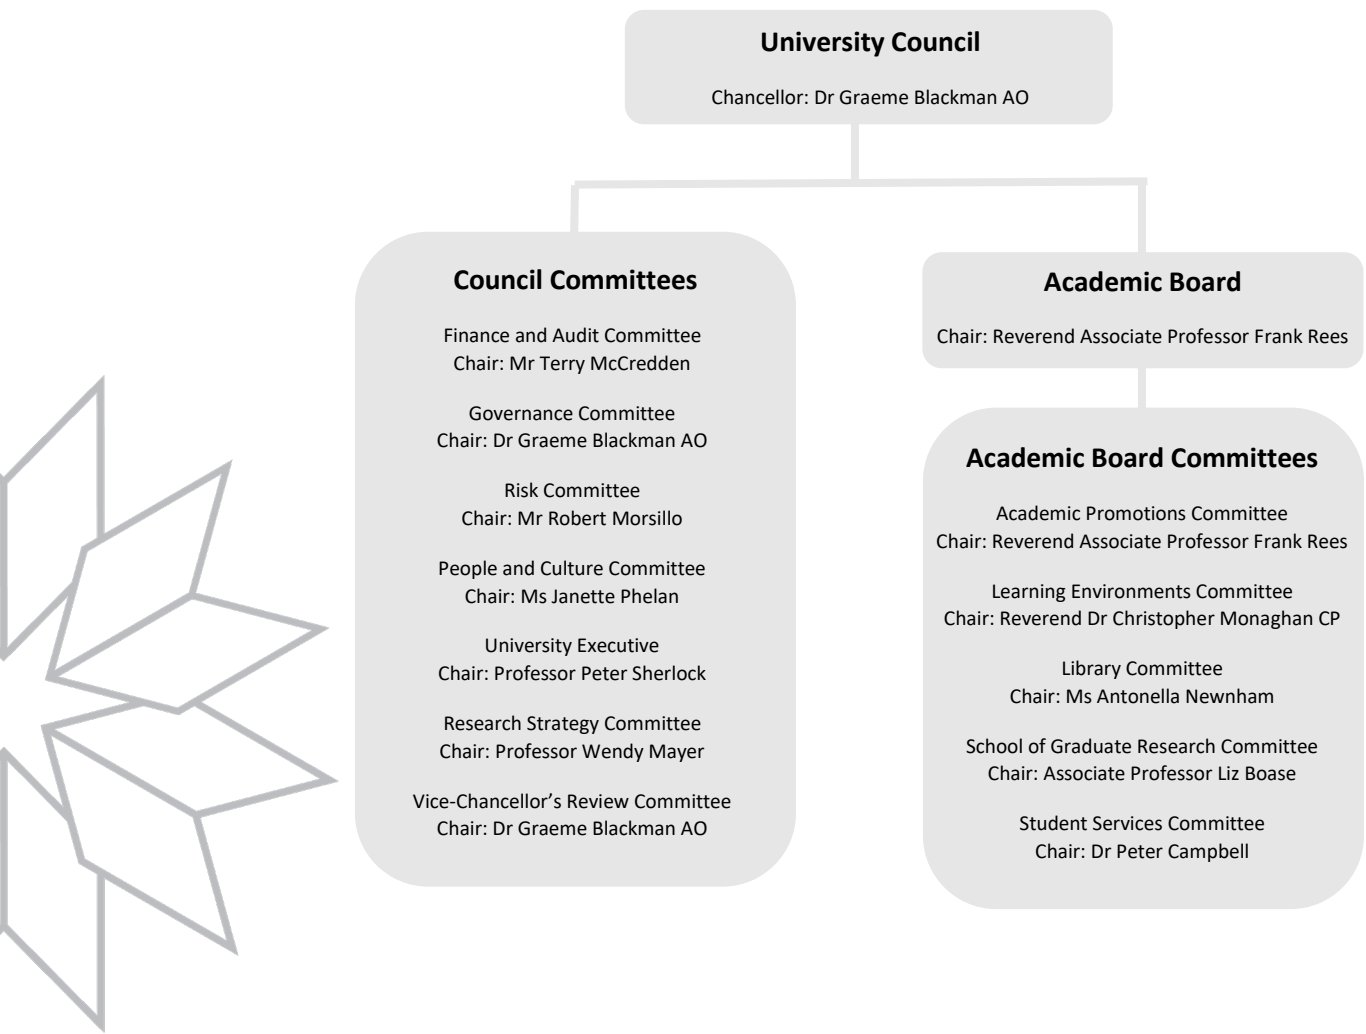 University Council
Chancellor: Dr Graeme Blackman AO
Council Committees
Finance and Audit Committee
Chair: Mr Terry McCredden
Governance Committee
Chair: Dr Graeme Blackman AO
Risk Committee
Chair: Mr Robert Morsillo
People and Culture Committee
Chair: Ms Janette Phelan
University Executive
Chair: Professor Peter Sherlock
Research Strategy Committee
Chair: Professor Wendy Mayer
Vice-Chancellor’s Review Committee
Chair: Dr Graeme Blackman AO
Academic Board
Chair: Reverend Associate Professor Frank Rees
Academic Board Committees
Academic Promotions Committee
Chair: Reverend Associate Professor Frank Rees
Learning Environments Committee
Chair: Reverend Dr Christopher Monaghan CP
Library Committee
Chair: Ms Antonella Newnham
School of Graduate Research Committee
Chair: Associate Professor Liz Boase
Student Services Committee
Chair: Dr Peter Campbell